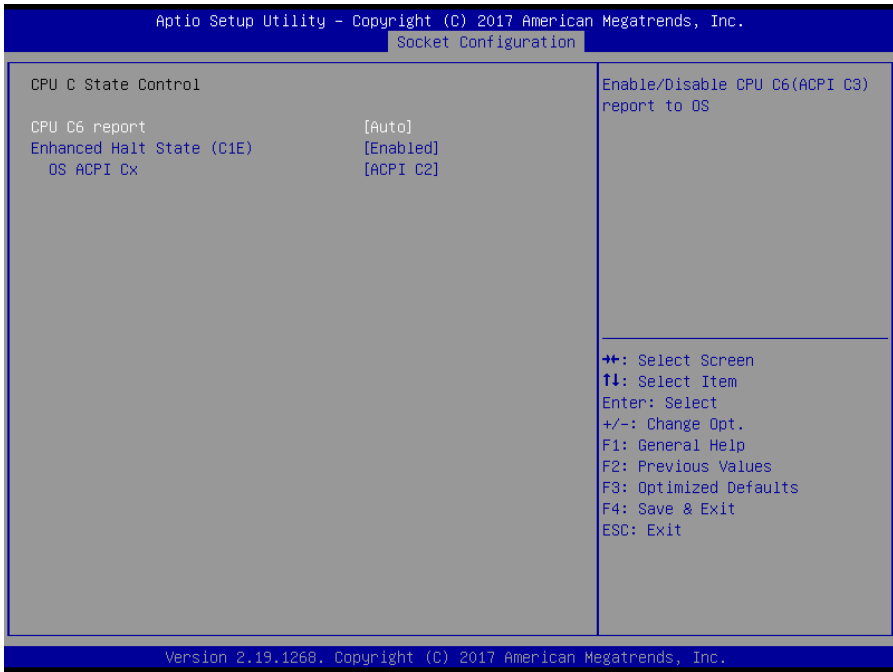 Aptio Setup Utility – Copyright (C) 2017 American Megatrends, Inc.
Socket Configuration
CPU C State Control
CPU C6 report [Auto]
Enhanced Halt State (C1E) [Enabled]
OS ACPI Cx [ACPI C2]
Enable/Disable CPU C6(ACPI C3)
report to OS
→←: Select Screen
↑↓: Select Item
Enter: Select
+/-: Change Opt.
F1: General Help
F2: Previous Values
F3: Optimized Defaults
F4: Save & Exit
ESC: Exit
Version 2.19.1268. Copyright (C) 2017 American Megatrends, Inc.